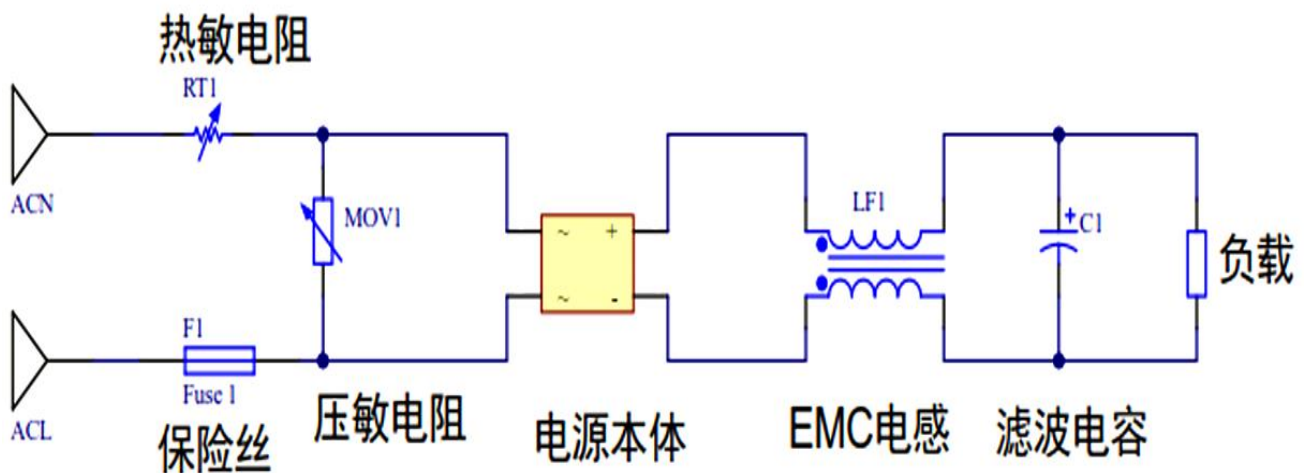 热敏电阻
RT1
ACN
MOV1
~ +
~ -
LF1
+
C1
负载
F1
Fuse 1
ACL
保险丝
压敏电阻
电源本体
EMC电感
滤波电容